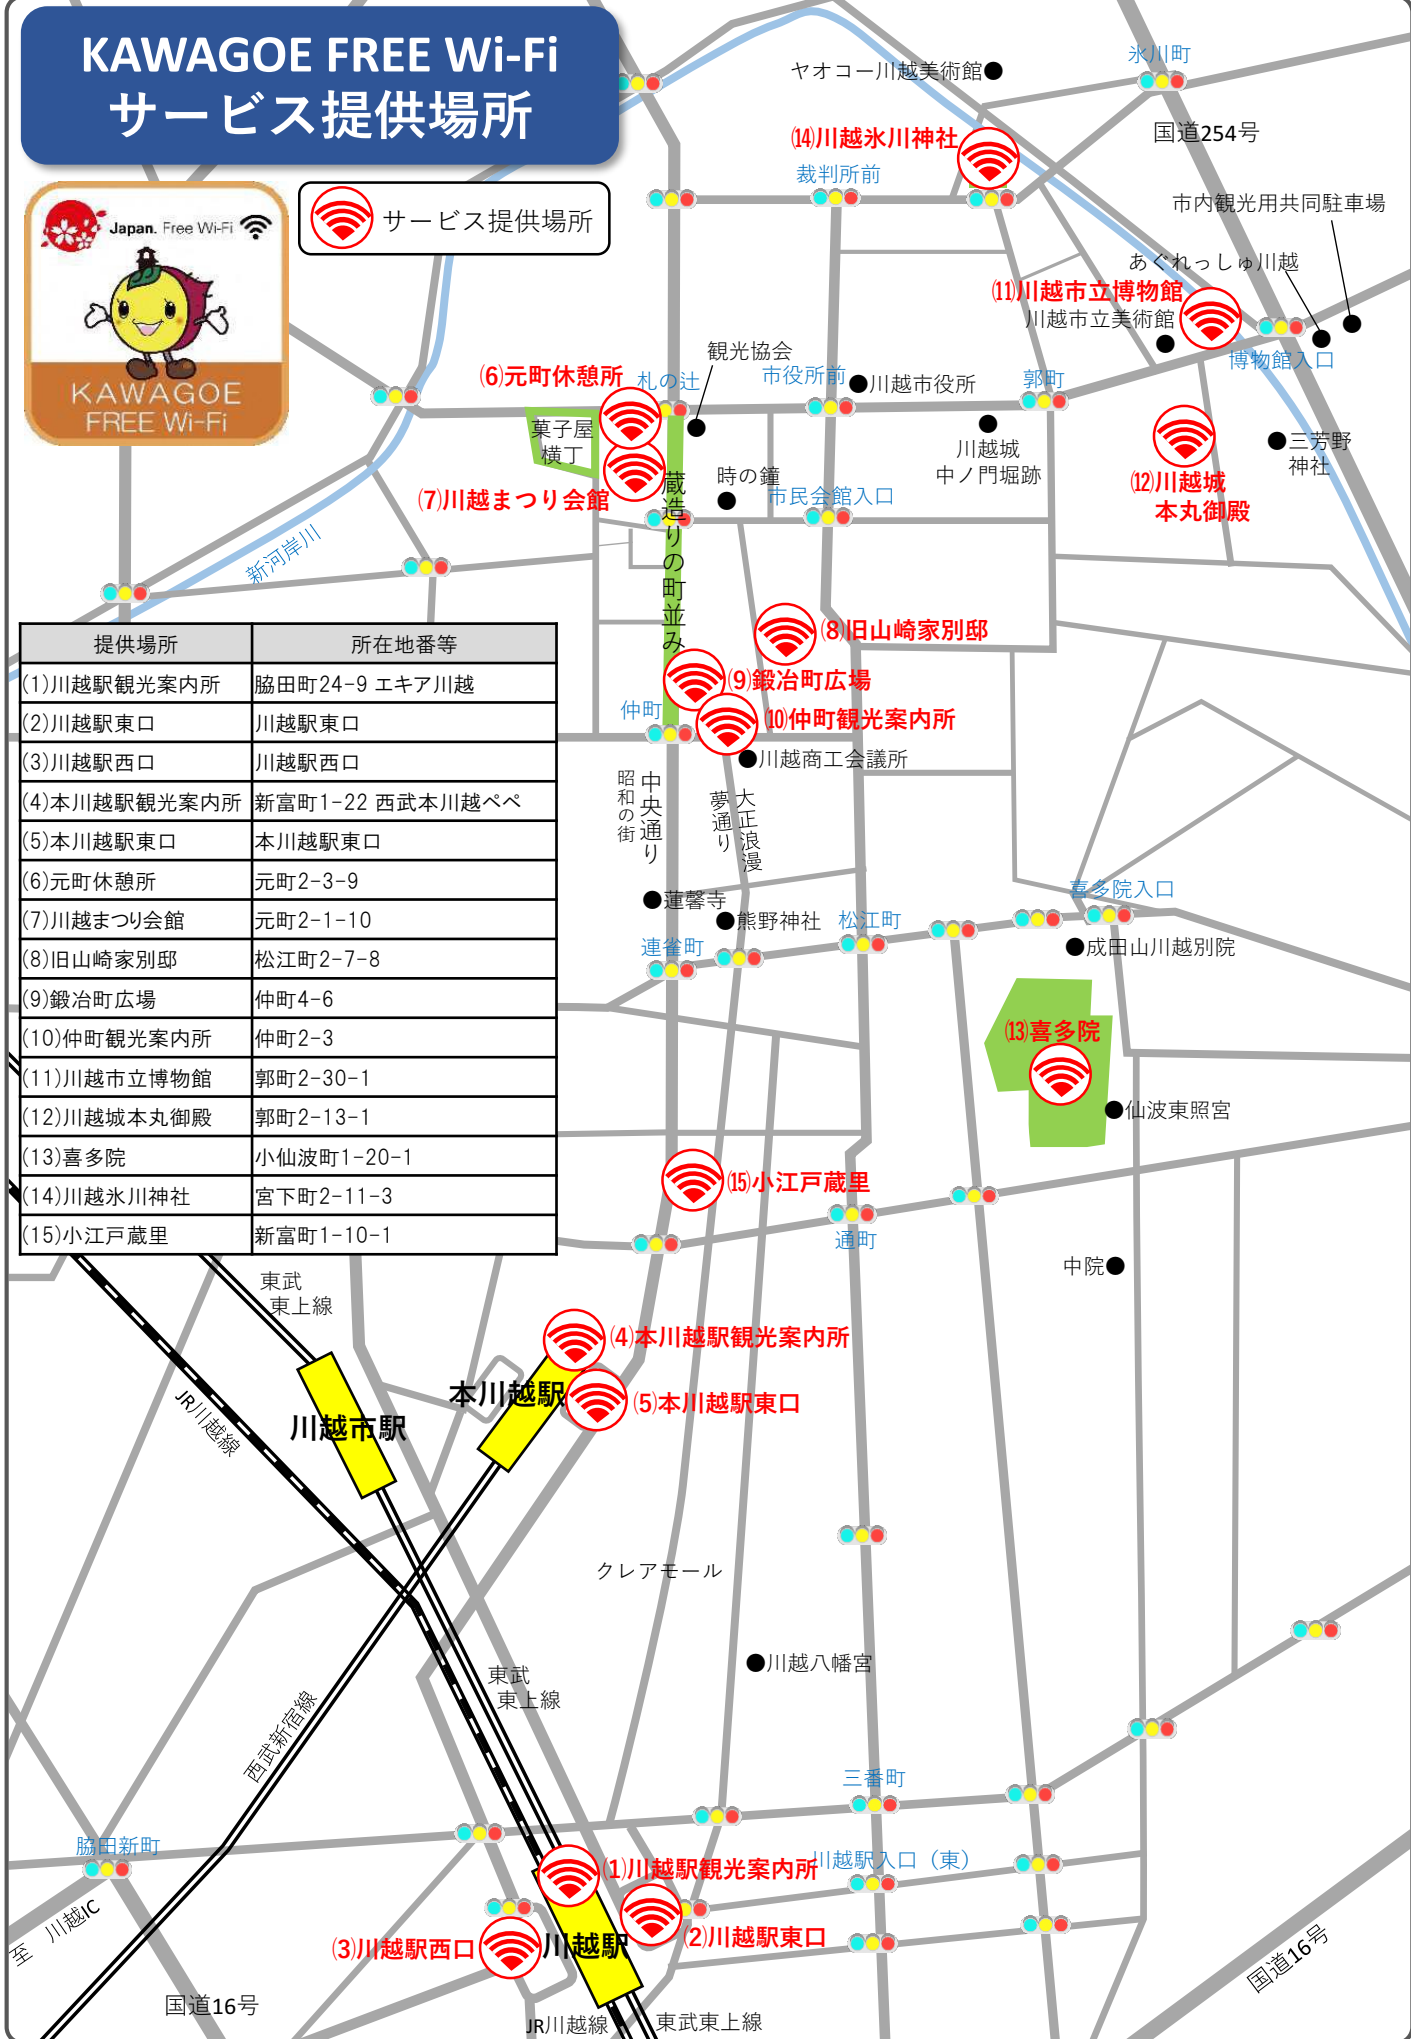 KAWAGOE FREE Wi-Fi
サービス提供場所
Japan. Free Wi-Fi
KAWAGOE
FREE Wi-Fi
サービス提供場所
ヤオコー川越美術館
氷川町
国道254号
⒁川越氷川神社
裁判所前
市内観光用共同駐車場
あぐれっしゅ川越
⑾川越市立博物館
川越市立美術館
博物館入口
観光協会
⑹元町休憩所
札の辻
市役所前
川越市役所
郭町
菓子屋
横丁
川越城
中ノ門堀跡
三芳野
神社
⑿川越城
本丸御殿
⑺川越まつり会館
時の鐘
市民会館入口
蔵造りの町並み
新河岸川
⑻旧山崎家別邸
⑼鍛冶町広場
仲町
⑽仲町観光案内所
川越商工会議所
提供場所 所在地番等
(1)川越駅観光案内所 脇田町24-9 エキア川越
(2)川越駅東口 川越駅東口
(3)川越駅西口 川越駅西口
(4)本川越駅観光案内所 新富町1-22 西武本川越ペペ
(5)本川越駅東口 本川越駅東口
(6)元町休憩所 元町2-3-9
(7)川越まつり会館 元町2-1-10
(8)旧山崎家別邸 松江町2-7-8
(9)鍛冶町広場 仲町4-6
(10)仲町観光案内所 仲町2-3
(11)川越市立博物館 郭町2-30-1
(12)川越城本丸御殿 郭町2-13-1
(13)喜多院 小仙波町1-20-1
(14)川越氷川神社 宮下町2-11-3
(15)小江戸蔵里 新富町1-10-1
中央通り
昭和の街
大正浪漫
夢通り
蓮馨寺
熊野神社
松江町
連雀町
喜多院入口
成田山川越別院
⒀喜多院
仙波東照宮
⒂小江戸蔵里
通町
中院
東武
東上線
⑷本川越駅観光案内所
本川越駅
⑸本川越駅東口
川越市駅
JR川越線
クレアモール
川越八幡宮
東武
東上線
西武新宿線
三番町
脇田新町
⑴川越駅観光案内所
川越駅入口（東）
⑵川越駅東口
⑶川越駅西口
川越駅
至　川越IC
国道16号
国道16号
JR川越線
東武東上線